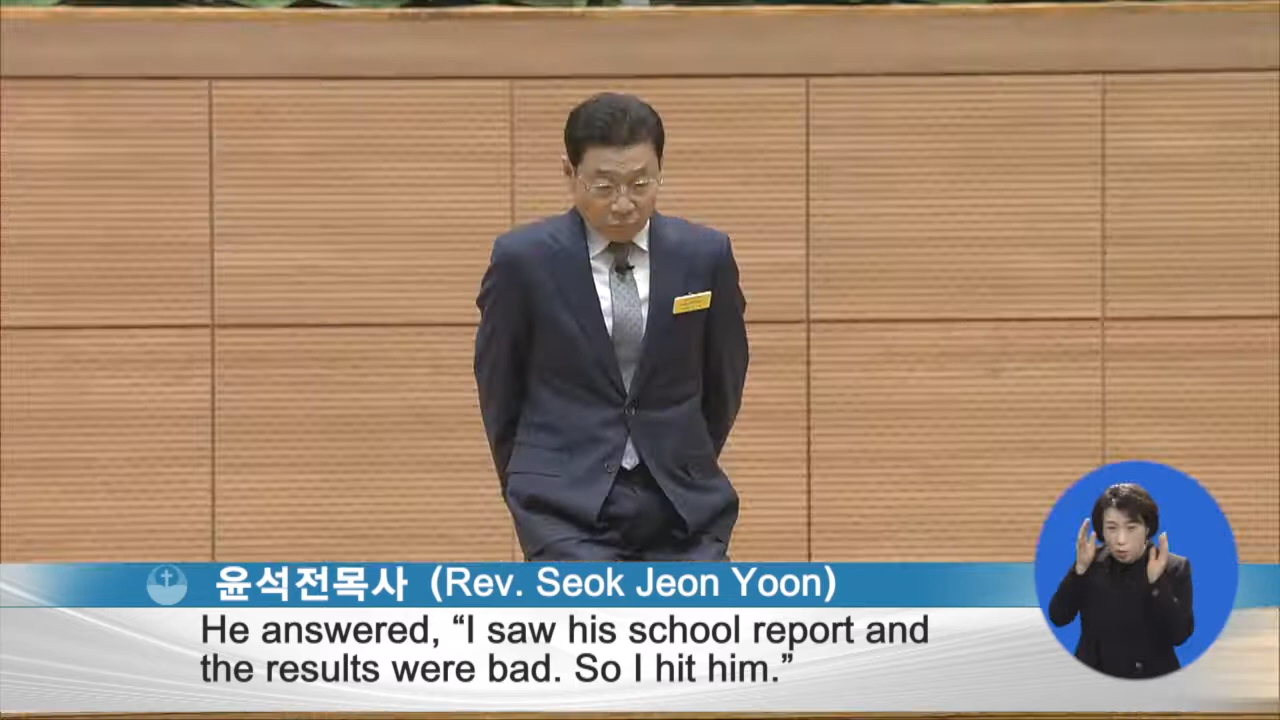 윤석전목사 (Rev. Seok Jeon Yoon)
He answered, “I saw his school report and
the results were bad. So I hit him.”